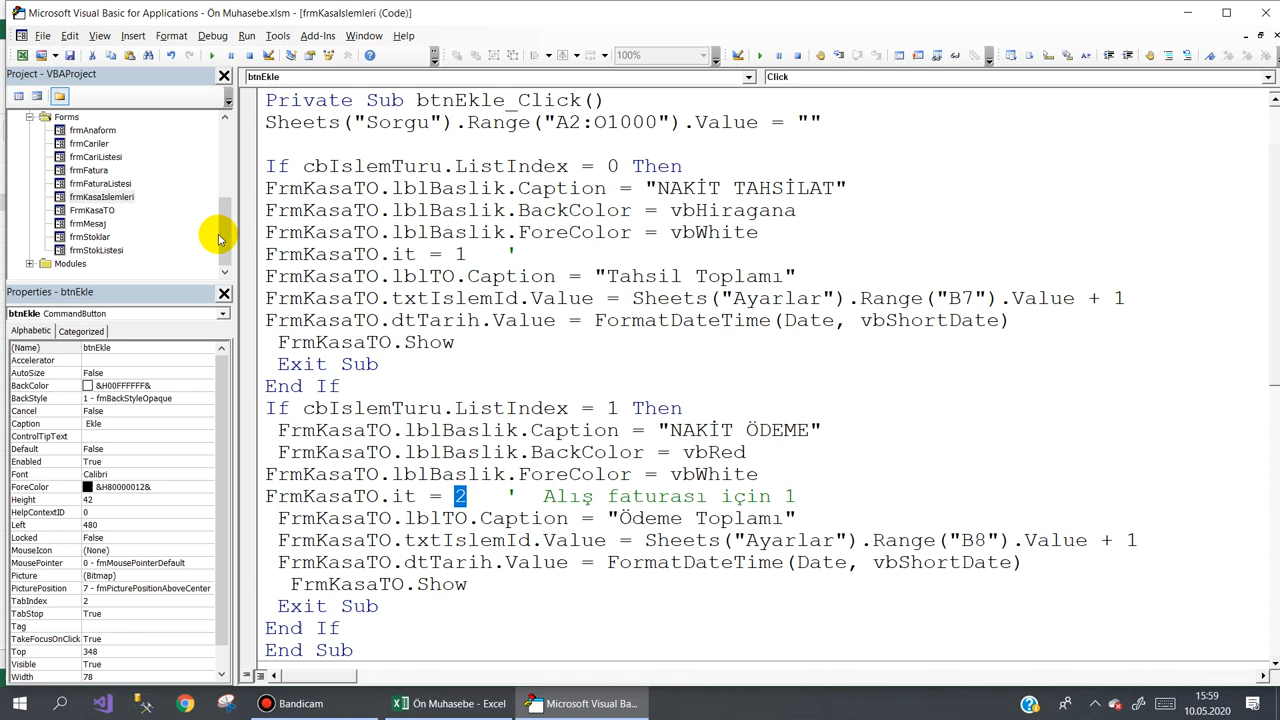 Microsoft Visual Basic for Applications - Ön Muhasebe.xlsm - [frmKasaIslemleri (Code)]
File Edit View Insert Format Debug Run Tools Add-Ins Window Help
100%
Project - VBAProject
btnEkle
Click
Forms
frmAnaform
frmCariler
frmCariListesi
frmFatura
frmFaturaListesi
frmKasaIslemleri
FrmKasaTO
frmMesaj
frmStoklar
frmStokListesi
Modules
Properties - btnEkle
btnEkle CommandButton
Alphabetic Categorized
(Name) btnEkle
Accelerator
AutoSize False
BackColor &H00FFFFFF&
BackStyle 1 - fmBackStyleOpaque
Cancel False
Caption Ekle
ControlTipText
Default False
Enabled True
Font Calibri
ForeColor &H80000012&
Height 42
HelpContextID 0
Left 480
Locked False
MouseIcon (None)
MousePointer 0 - fmMousePointerDefault
Picture (Bitmap)
PicturePosition 7 - fmPicturePositionAboveCenter
TabIndex 2
TabStop True
Tag
TakeFocusOnClick True
Top 348
Visible True
Width 78
Private Sub btnEkle_Click()
Sheets("Sorgu").Range("A2:O1000").Value = ""
If cbIslemTuru.ListIndex = 0 Then
FrmKasaTO.lblBaslik.Caption = "NAKİT TAHSİLAT"
FrmKasaTO.lblBaslik.BackColor = vbHiragana
FrmKasaTO.lblBaslik.ForeColor = vbWhite
FrmKasaTO.it = 1 '
FrmKasaTO.lblTO.Caption = "Tahsil Toplamı"
FrmKasaTO.txtIslemId.Value = Sheets("Ayarlar").Range("B7").Value + 1
FrmKasaTO.dtTarih.Value = FormatDateTime(Date, vbShortDate)
FrmKasaTO.Show
Exit Sub
End If
If cbIslemTuru.ListIndex = 1 Then
FrmKasaTO.lblBaslik.Caption = "NAKİT ÖDEME"
FrmKasaTO.lblBaslik.BackColor = vbRed
FrmKasaTO.lblBaslik.ForeColor = vbWhite
FrmKasaTO.it = 2 ' Alış faturası için 1
FrmKasaTO.lblTO.Caption = "Ödeme Toplamı"
FrmKasaTO.txtIslemId.Value = Sheets("Ayarlar").Range("B8").Value + 1
FrmKasaTO.dtTarih.Value = FormatDateTime(Date, vbShortDate)
FrmKasaTO.Show
Exit Sub
End If
End Sub
Bandicam
Ön Muhasebe - Excel
Microsoft Visual Ba...
15:59
10.05.2020